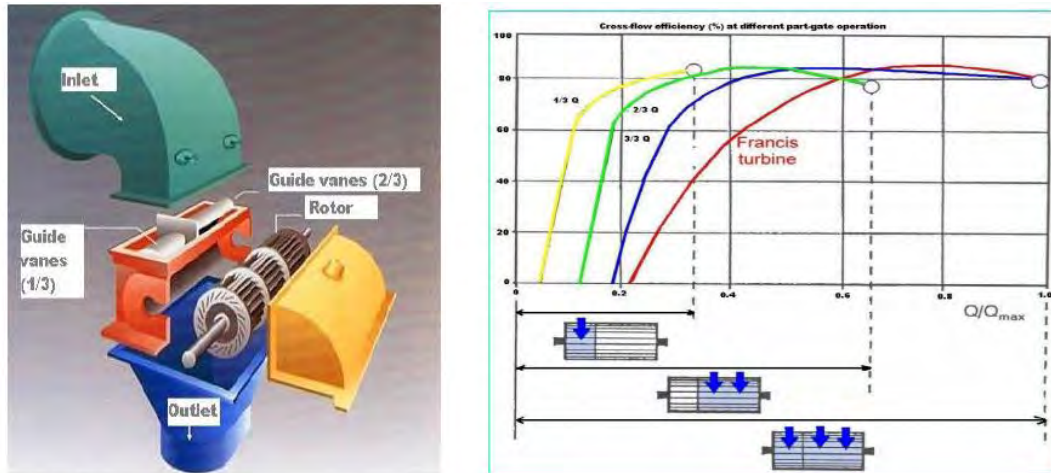 Inlet
Guide vanes (2/3)
Rotor
Guide
vanes
(1/3)
Outlet
Cross-flow efficiency (%) at different part-gate operation
100
80
60
40
20
0
1/3 Q
2/3 Q
3/3 Q
Francis
turbine
0
0.2
0.4
0.6
0.8
1.0
Q/Qmax